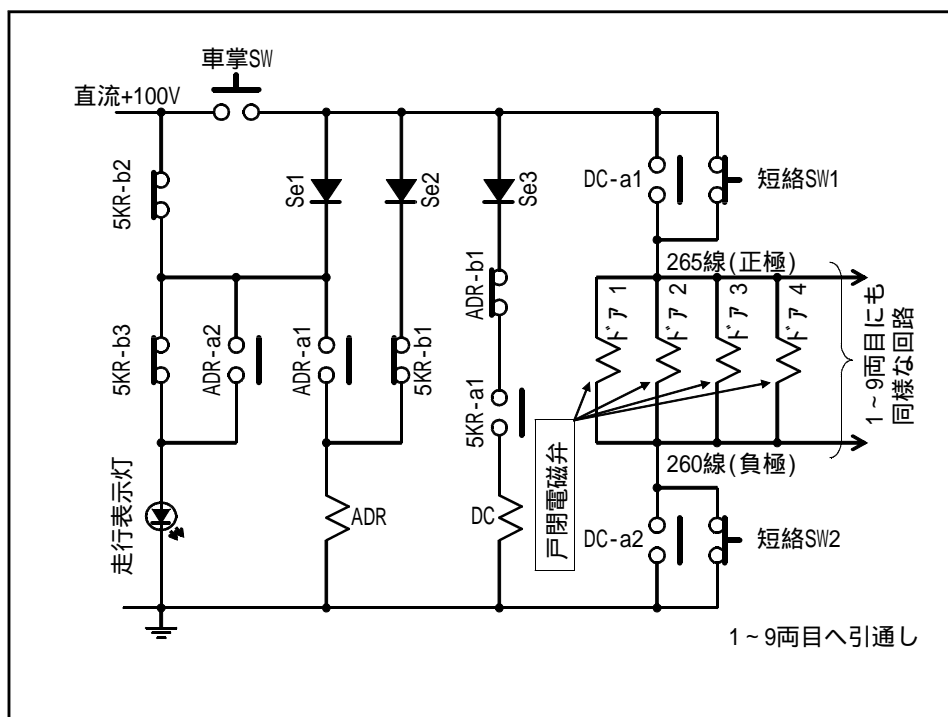 車掌SW
直流+100V
5KR-b2
Se1
Se2
Se3
DC-a1
短絡SW1
ADR-b1
265線(正極)
ドア 1
ドア 2
ドア 3
ドア 4
1~9両目にも
同様な回路
5KR-b3
ADR-a2
ADR-a1
5KR-b1
5KR-a1
260線(負極)
走行表示灯
ADR
DC
戸閉電磁弁
DC-a2
短絡SW2
1~9両目へ引通し